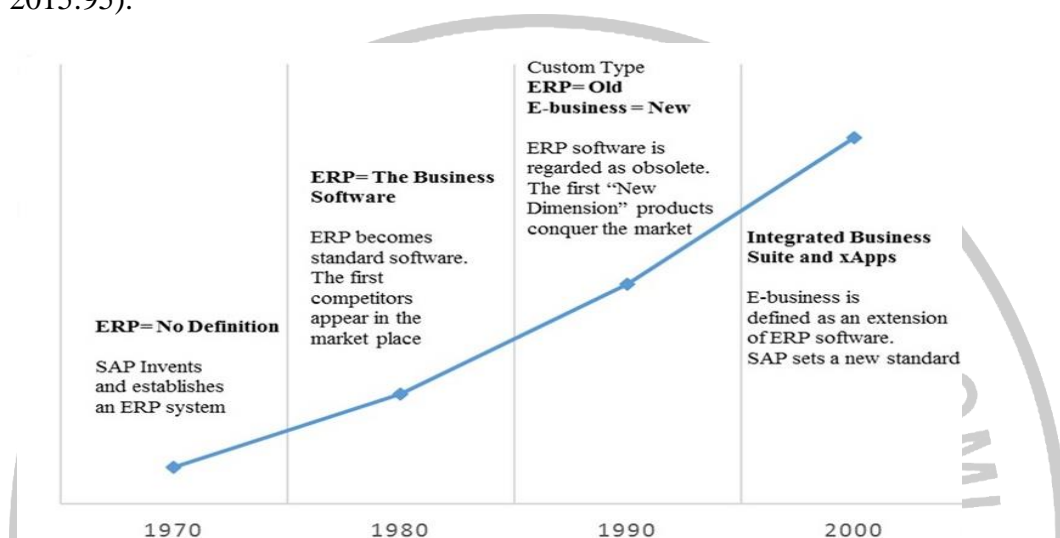 2015:95).
Custom Type
ERP= Old
E-business = New
ERP software is
regarded as obsolete.
The first “New
Dimension” products
conquer the market
ERP= The Business
Software
ERP becomes
standard software.
The first
competitors
appear in the
market place
Integrated Business
Suite and xApps
E-business is
defined as an extension
of ERP software.
SAP sets a new standard
ERP= No Definition
SAP Invents
and establishes
an ERP system
1970 1980 1990 2000